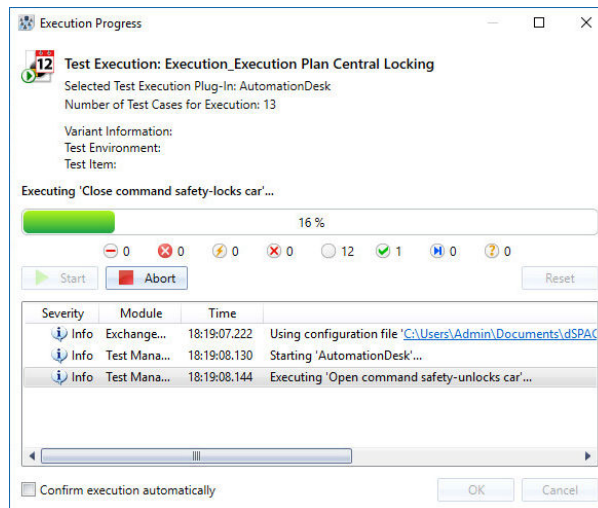 Execution Progress
12
Test Execution: Execution_Execution Plan Central Locking
Selected Test Execution Plug-In: AutomationDesk
Number of Test Cases for Execution: 13
Variant Information:
Test Environment:
Test Item:
Executing 'Close command safety-locks car'...
16 %
0 0 0 0 12 1 0 0
Start Abort Reset
Severity Module Time
Info Exchange... 18:19:07.222 Using configuration file 'C:\Users\Admin\Documents\dSPAC
Info Test Mana... 18:19:08.130 Starting 'AutomationDesk'...
Info Test Mana... 18:19:08.144 Executing 'Open command safety-unlocks car'...
Confirm execution automatically OK Cancel